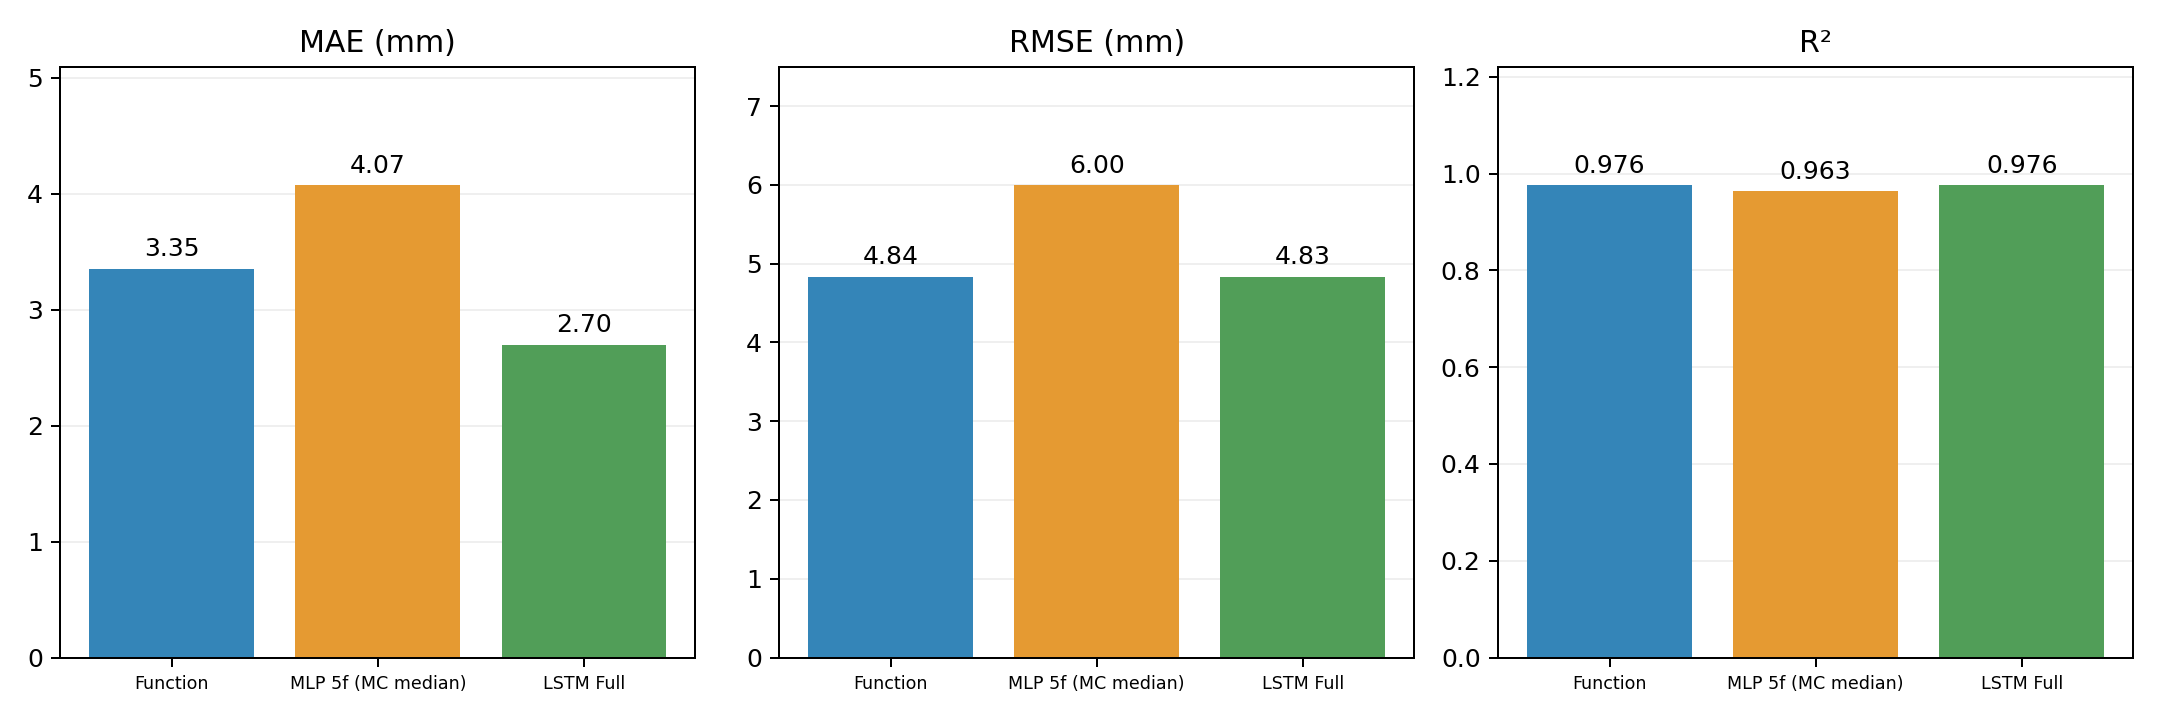 MAE (mm)
5
4
3
2
1
0
3.35
4.07
2.70
Function
MLP 5f (MC median)
LSTM Full
RMSE (mm)
7
6
5
4
3
2
1
0
4.84
6.00
4.83
Function
MLP 5f (MC median)
LSTM Full
R²
1.2
1.0
0.8
0.6
0.4
0.2
0.0
0.976
0.963
0.976
Function
MLP 5f (MC median)
LSTM Full